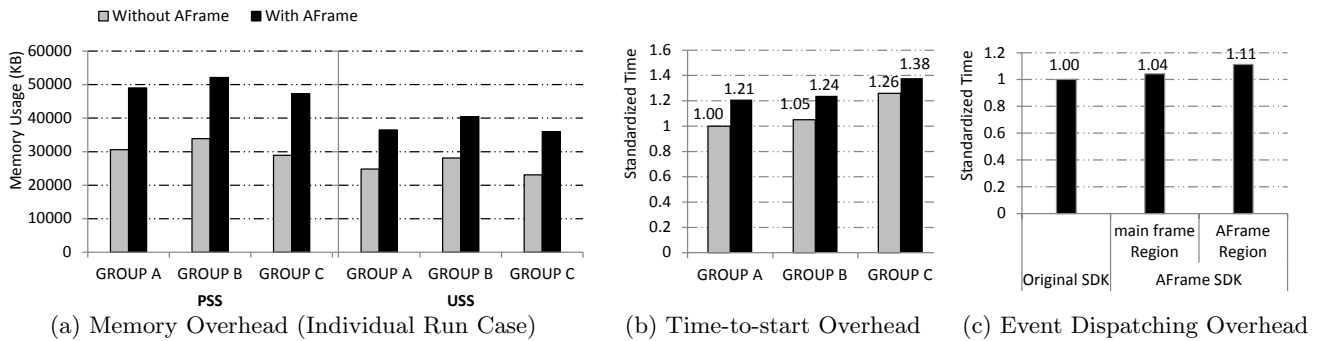 Without AFrame With AFrame
Memory Usage (KB)
60000
50000
40000
30000
20000
10000
0
GROUP A GROUP B GROUP C GROUP A GROUP B GROUP C
PSS USS
(a) Memory Overhead (Individual Run Case)
Standardized Time
1.6
1.4
1.2
1
0.8
0.6
0.4
0.2
0
1.00 1.21 1.05 1.24 1.26 1.38
GROUP A GROUP B GROUP C
(b) Time-to-start Overhead
Standardized Time
1.2
1
0.8
0.6
0.4
0.2
0
1.00 1.04 1.11
main frame Region AFrame Region
Original SDK AFrame SDK
(c) Event Dispatching Overhead